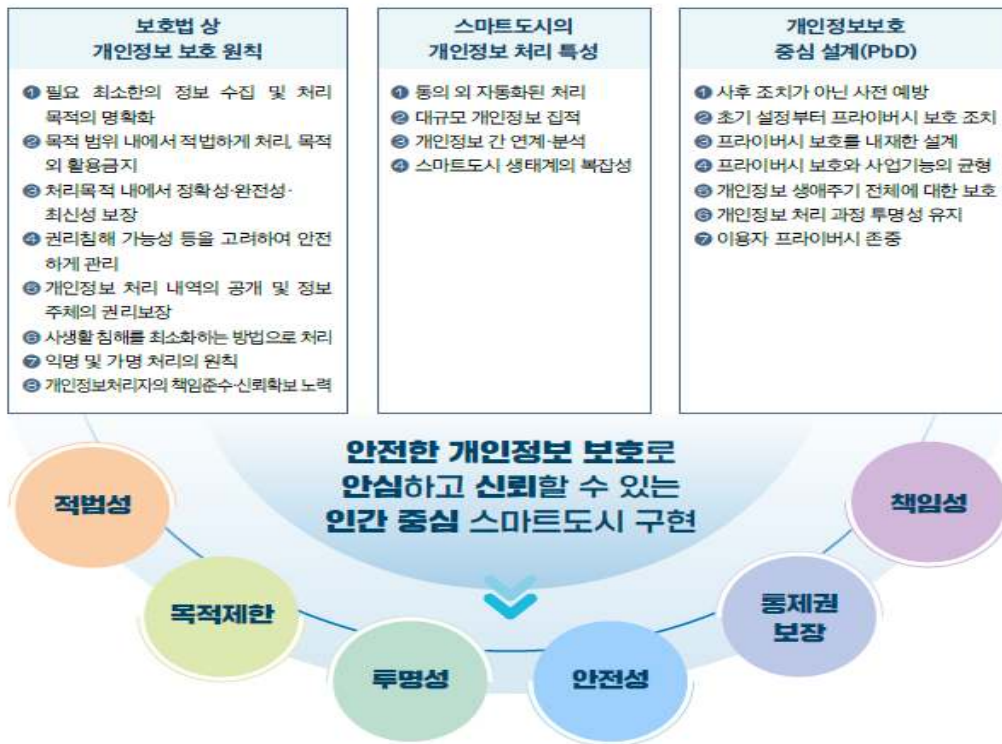 보호법 상
개인정보 보호 원칙
❶ 필요 최소한의 정보 수집 및 처리
목적의 명확화
❷ 목적 범위 내에서 적법하게 처리, 목적
외 활용금지
❸ 처리목적 내에서 정확성·완전성·
최신성 보장
❹ 권리침해 가능성 등을 고려하여 안전
하게 관리
❺ 개인정보 처리 내역의 공개 및 정보
주체의 권리보장
❻ 사생활 침해를 최소화하는 방법으로 처리
❼ 익명 및 가명 처리의 원칙
❽ 개인정보처리자의 책임준수·신뢰확보 노력
스마트도시의
개인정보 처리 특성
❶ 동의 외 자동화된 처리
❷ 대규모 개인정보 집적
❸ 개인정보 간 연계·분석
❹ 스마트도시 생태계의 복잡성
개인정보보호
중심 설계(PbD)
❶ 사후 조치가 아닌 사전 예방
❷ 초기 설정부터 프라이버시 보호 조치
❸ 프라이버시 보호를 내재한 설계
❹ 프라이버시 보호와 사업기능의 균형
❺ 개인정보 생애주기 전체에 대한 보호
❻ 개인정보 처리 과정 투명성 유지
❼ 이용자 프라이버시 존중
안전한 개인정보 보호로
안심하고 신뢰할 수 있는
인간 중심 스마트도시 구현
적법성
목적제한
투명성
안전성
통제권
보장
책임성